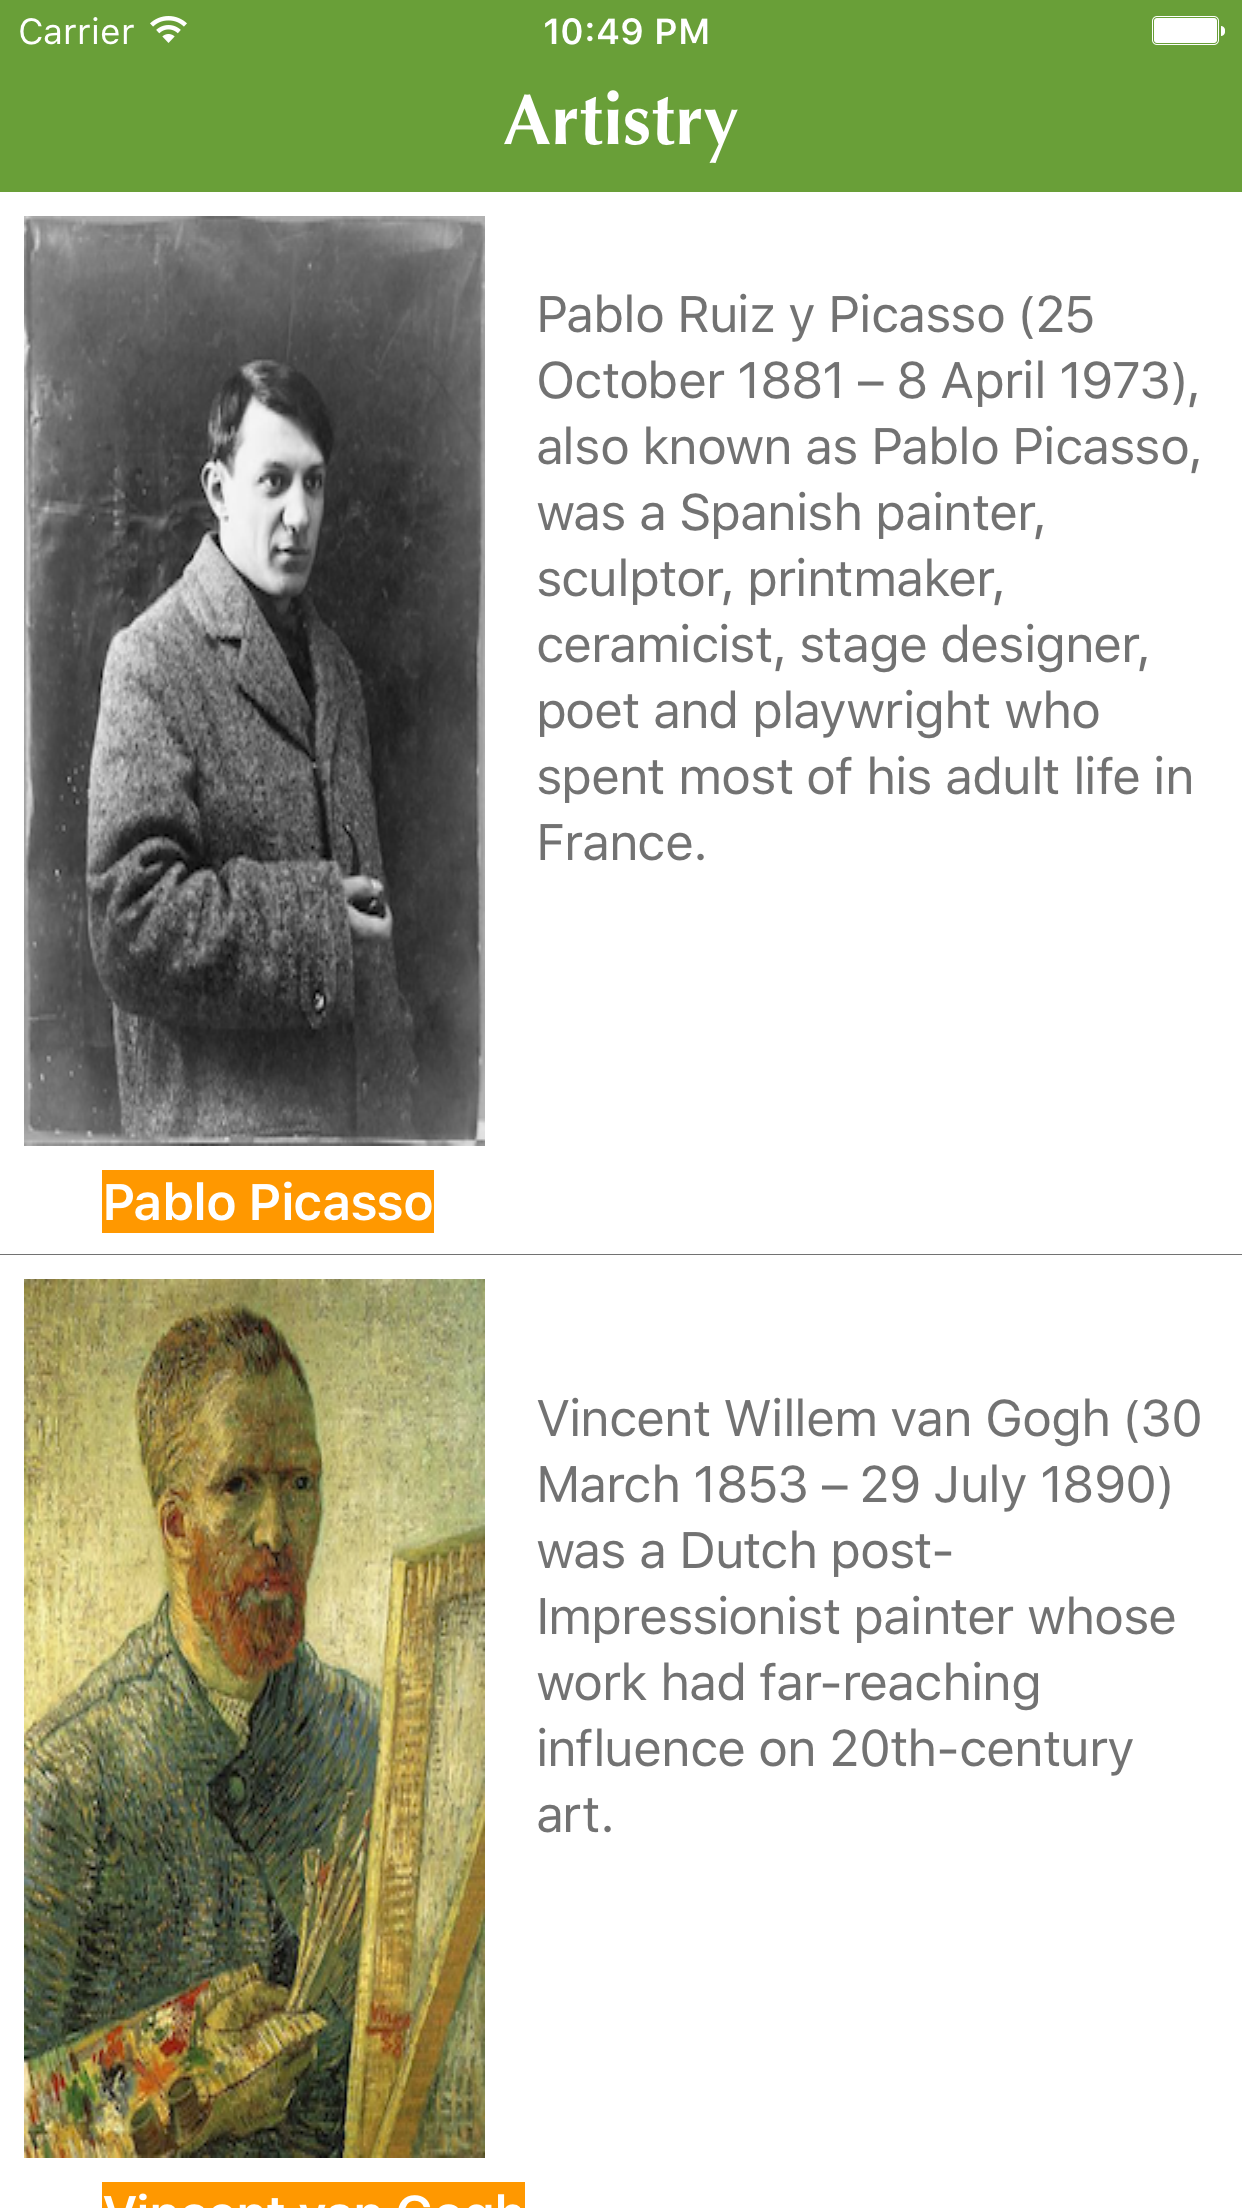 Carrier
10:49 PM
Artistry
Pablo Ruiz y Picasso (25
October 1881 – 8 April 1973),
also known as Pablo Picasso,
was a Spanish painter,
sculptor, printmaker,
ceramicist, stage designer,
poet and playwright who
spent most of his adult life in
France.
Pablo Picasso
Vincent Willem van Gogh (30
March 1853 – 29 July 1890)
was a Dutch post-
Impressionist painter whose
work had far-reaching
influence on 20th-century
art.
Vincent van Gogh